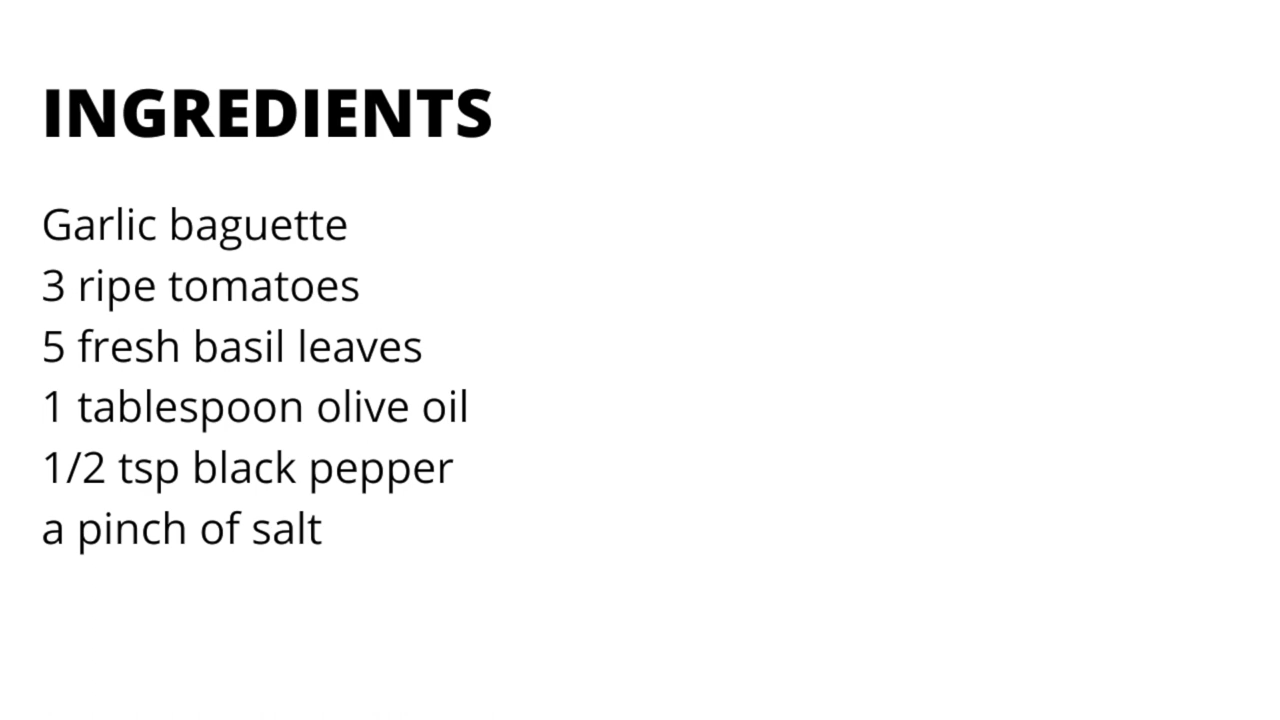 INGREDIENTS
Garlic baguette
3 ripe tomatoes
5 fresh basil leaves
1 tablespoon olive oil
1/2 tsp black pepper
a pinch of salt